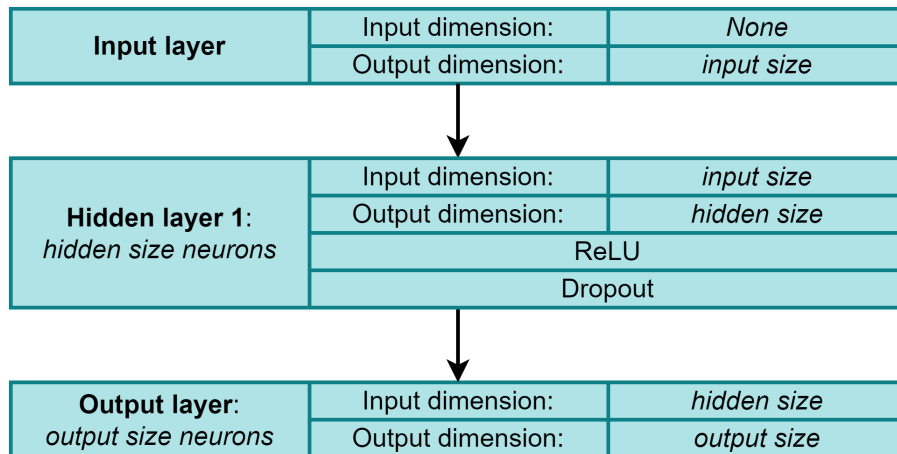 Input layer
Input dimension: None
Output dimension: input size
Hidden layer 1:
hidden size neurons
Input dimension: input size
Output dimension: hidden size
ReLU
Dropout
Output layer:
output size neurons
Input dimension: hidden size
Output dimension: output size